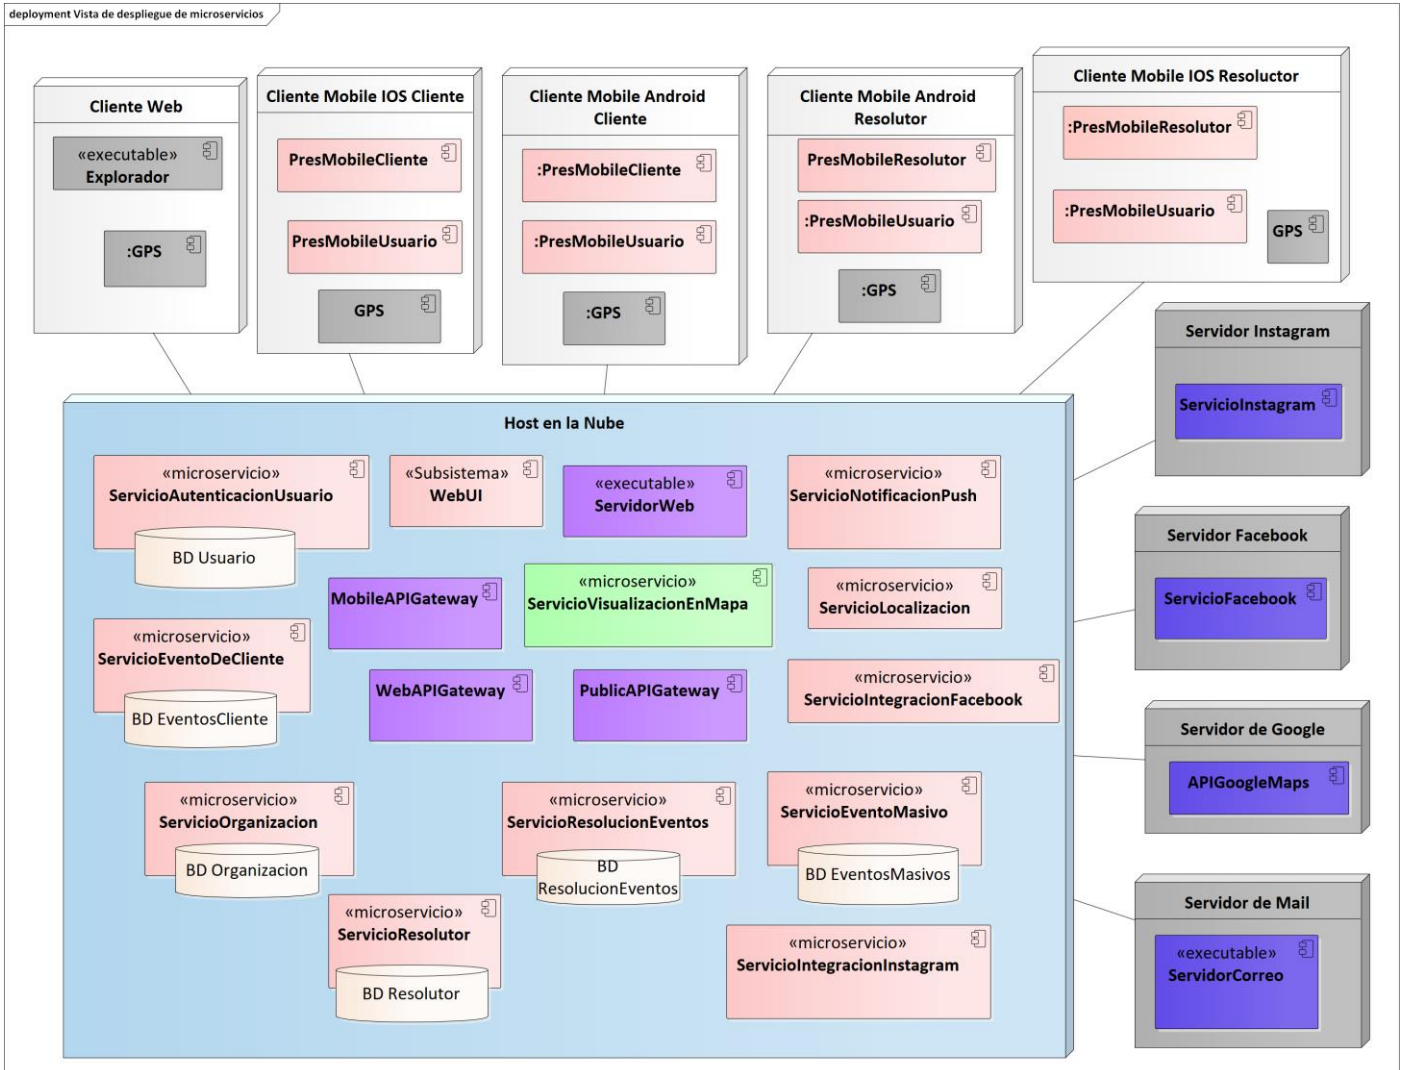 deployment Vista de despliegue de microservicios
Cliente Web
«executable»
Explorador
:GPS
Cliente Mobile IOS Cliente
PresMobileCliente
PresMobileUsuario
GPS
Cliente Mobile Android
Cliente
:PresMobileCliente
:PresMobileUsuario
:GPS
Cliente Mobile Android
Resolutor
PresMobileResolutor
:PresMobileUsuario
:GPS
Cliente Mobile IOS Resoluctor
:PresMobileResolutor
:PresMobileUsuario
GPS
Host en la Nube
«microservicio»
ServicioAutenticacionUsuario
BD Usuario
«Subsistema»
WebUI
«executable»
ServidorWeb
«microservicio»
ServicioNotificacionPush
MobileAPIGateway
«microservicio»
ServicioVisualizacionEnMapa
«microservicio»
ServicioLocalizacion
«microservicio»
ServicioEventoDeCliente
BD EventosCliente
WebAPIGateway
PublicAPIGateway
«microservicio»
ServicioIntegracionFacebook
«microservicio»
ServicioOrganizacion
BD Organizacion
«microservicio»
ServicioResolucionEventos
BD
ResolucionEventos
«microservicio»
ServicioEventoMasivo
BD EventosMasivos
«microservicio»
ServicioResolutor
BD Resolutor
«microservicio»
ServicioIntegracionInstagram
Servidor Instagram
ServicioInstagram
Servidor Facebook
ServicioFacebook
Servidor de Google
APIGoogleMaps
Servidor de Mail
«executable»
ServidorCorreo